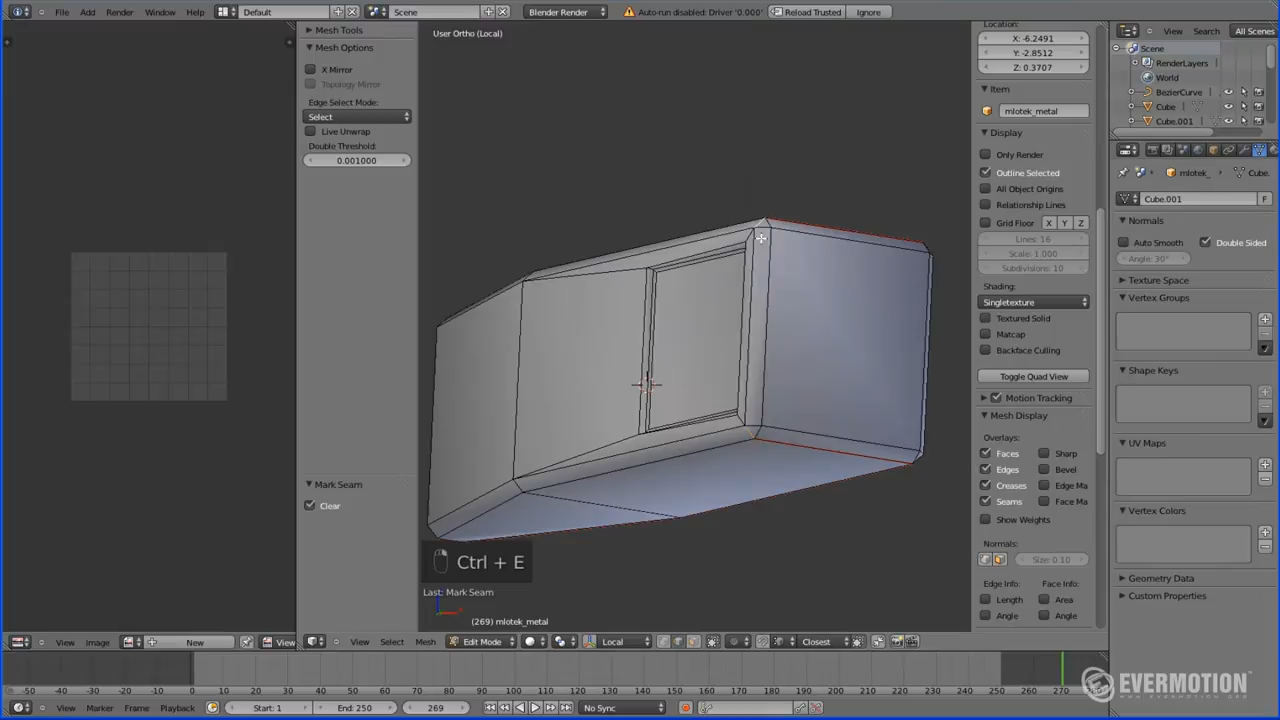 File Add Render Window Help Default Scene Blender Render Auto-run disabled: Driver '0.000' Reload Trusted Ignore
Mesh Tools
Mesh Options
X Mirror
Topology Mirror
Edge Select Mode:
Select
Live Unwrap
Double Threshold:
0.001000
Mark Seam
Clear
User Ortho (Local)
Ctrl + E
Last: Mark Seam
(269) mlotek_metal
Location:
X: -6.2491
Y: -2.8512
Z: 0.3707
Item
mlotek_metal
Display
Only Render
Outline Selected
All Object Origins
Relationship Lines
Grid Floor X Y Z
Lines: 16
Scale: 1.000
Subdivisions: 10
Shading:
Singletexture
Textured Solid
Matcap
Backface Culling
Toggle Quad View
Motion Tracking
Mesh Display
Overlays:
Faces Sharp
Edges Bevel
Creases Edge Ma
Seams Face Ma
Show Weights
Normals:
Size: 0.10
Edge Info: Face Info:
Length Area
Angle Angle
View Search All Scenes
Scene
RenderLayers
World
BezierCurve
Cube
Cube.001
mlotek_ Cube.
Cube.001 F
Normals
Auto Smooth Double Sided
Angle: 30°
Texture Space
Vertex Groups
Shape Keys
UV Maps
Vertex Colors
Geometry Data
Custom Properties
View Image New View
View Select Mesh Edit Mode Local Closest
-50 -40 -30 -20 -10 0 10 20 30 40 50 60 70 80 90 100 110 120 130 140 150 160 170 180 190 200 210 220 230 240 250 260 270
View Marker Frame Playback Start: 1 End: 250 269 No Sync
EVERMOTION
WWW.EVERMOTION.ORG